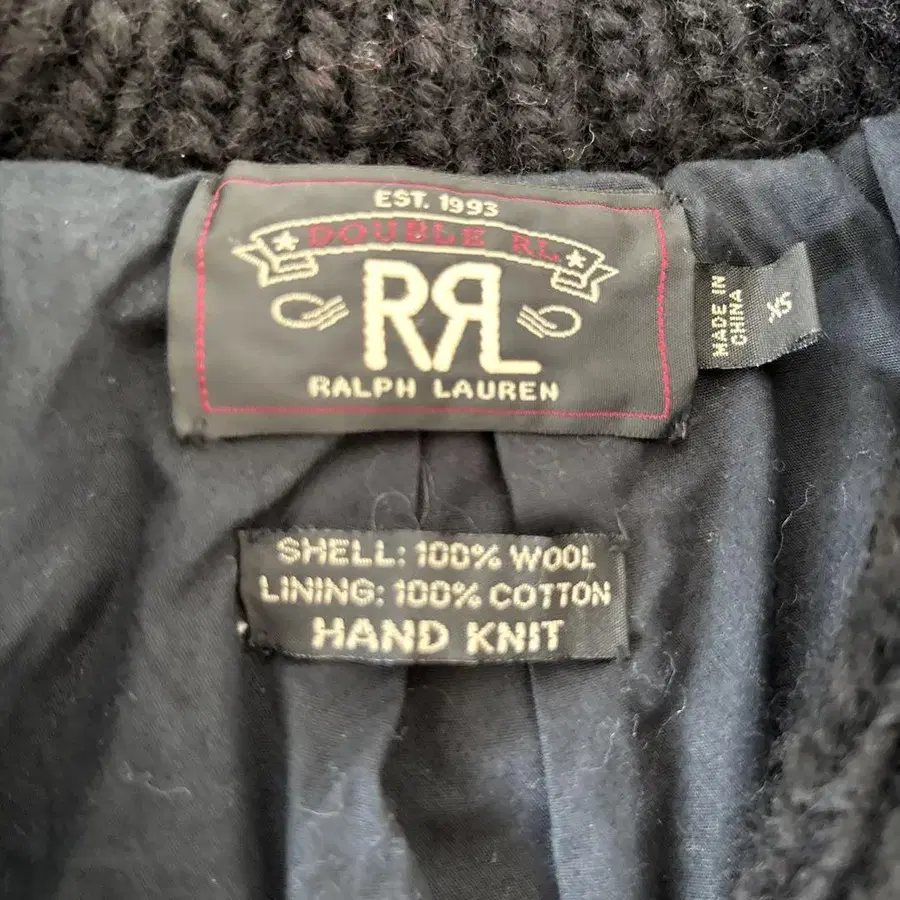 EST. 1993
DOUBLE RL
RRL
RALPH LAUREN
MADE IN
CHINA
XS
SHELL: 100% WOOL
LINING: 100% COTTON
HAND KNIT